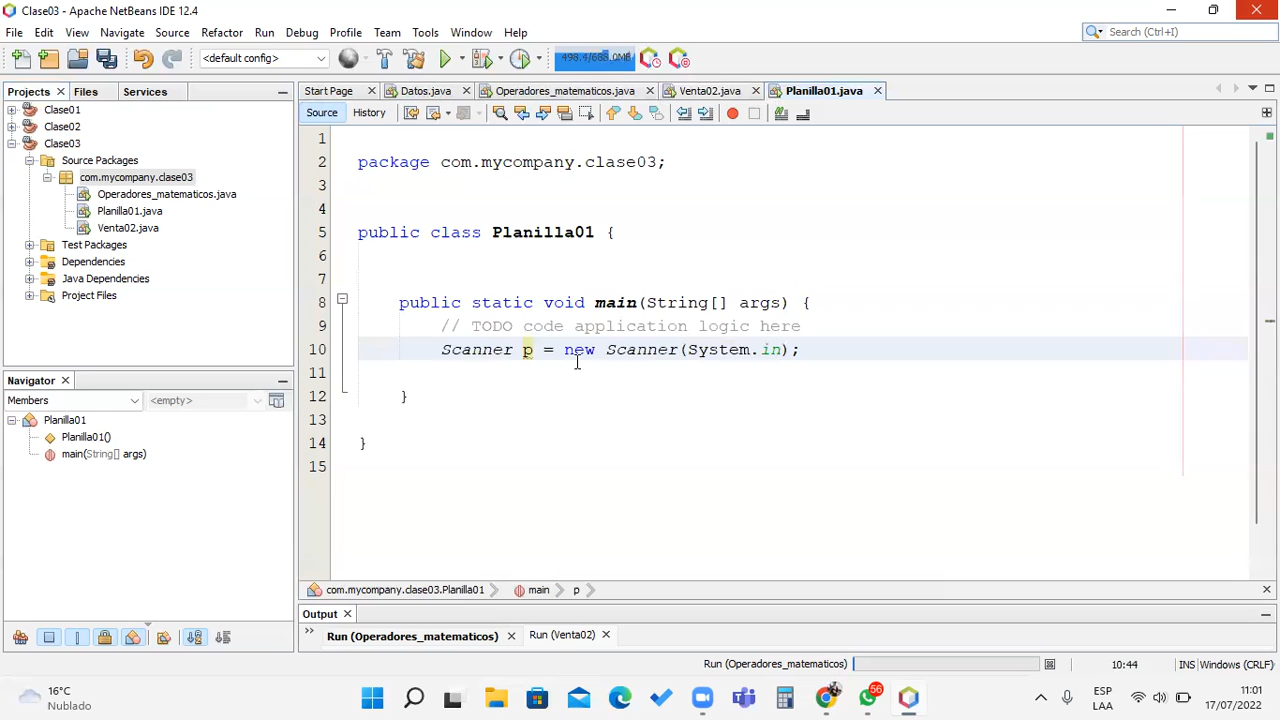 Clase03 - Apache NetBeans IDE 12.4
File Edit View Navigate Source Refactor Run Debug Profile Team Tools Window Help
Search (Ctrl+I)
<default config>
498.4/688.0MB
Projects Files Services
Start Page Datos.java Operadores_matematicos.java Venta02.java Planilla01.java
Source History
Clase01
Clase02
Clase03
Source Packages
com.mycompany.clase03
Operadores_matematicos.java
Planilla01.java
Venta02.java
Test Packages
Dependencies
Java Dependencies
Project Files
Navigator
Members <empty>
Planilla01
Planilla01()
main(String[] args)
1
2 package com.mycompany.clase03;
3
4
5 public class Planilla01 {
6
7
8 public static void main(String[] args) {
9 // TODO code application logic here
10 Scanner p = new Scanner(System.in);
11
12 }
13
14 }
15
com.mycompany.clase03.Planilla01 main p
Output
Run (Operadores_matematicos) Run (Venta02)
Run (Operadores_matematicos) 10:44 INS Windows (CRLF)
16°C
Nublado
56
ESP
LAA
11:01
17/07/2022